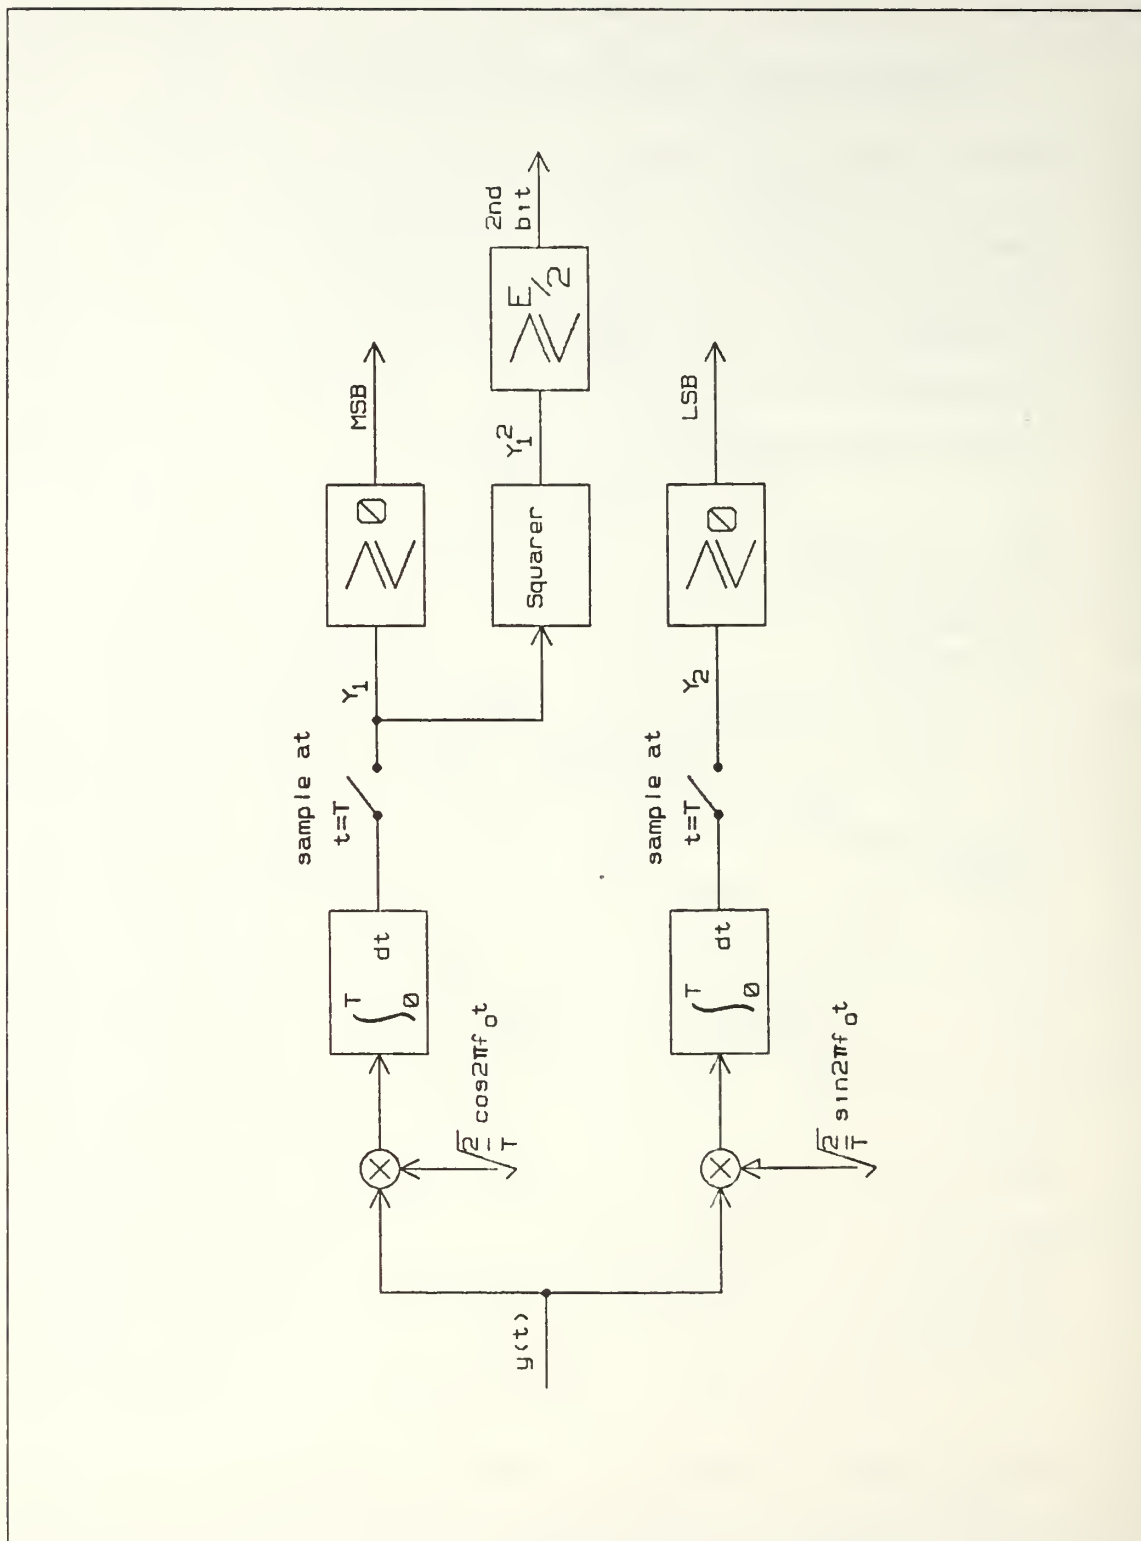 y(t)
√2/T cos2πf₀t
∫₀ᵀ dt
sample at
t=T
Y₁
≷ 0
MSB
Squarer
Y₁²
≷ E/2
2nd
bit
√2/T sin2πf₀t
∫₀ᵀ dt
sample at
t=T
Y₂
≷ 0
LSB